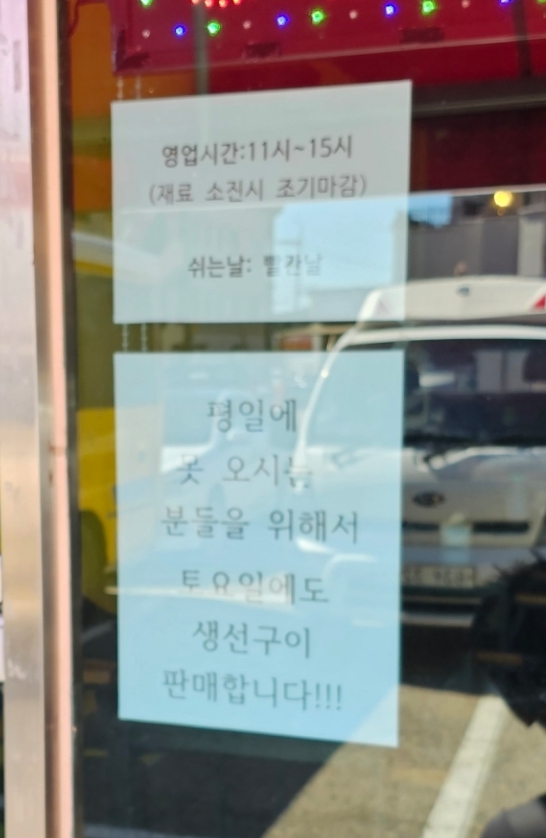 영업시간:11시~15시
(재료 소진시 조기마감)
쉬는날: 빨간날
평일에
못 오시는
분들을 위해서
토요일에도
생선구이
판매합니다!!!